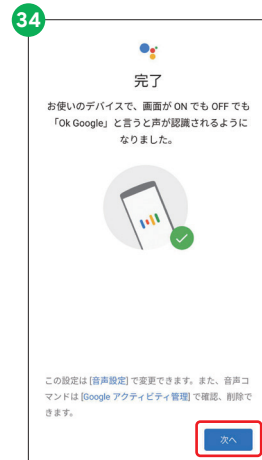 34
完了
お使いのデバイスで、画面が ON でも OFF でも
「Ok Google」と言うと声が認識されるように
なりました。
この設定は [音声設定] で変更できます。また、音声コ
マンドは [Google アクティビティ管理] で確認、削除で
きます。
次へ